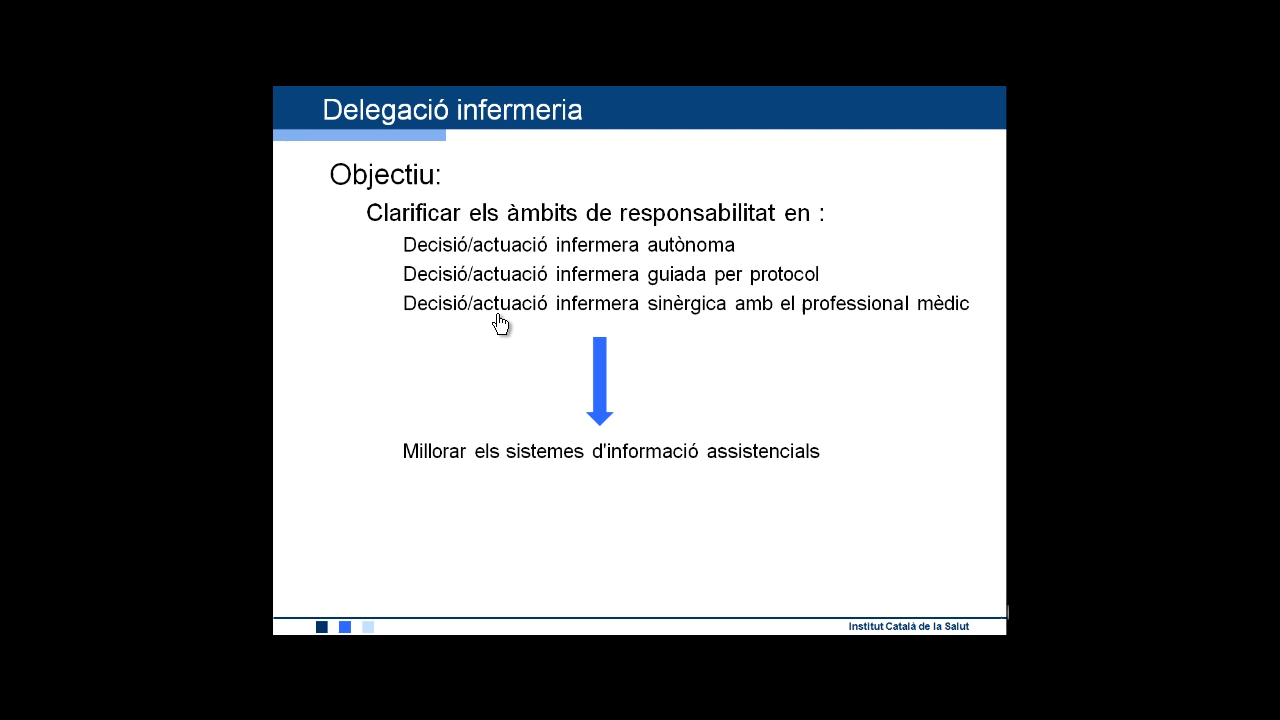 Delegació infermeria
Objectiu:
Clarificar els àmbits de responsabilitat en :
Decisió/actuació infermera autònoma
Decisió/actuació infermera guiada per protocol
Decisió/actuació infermera sinèrgica amb el professional mèdic
Millorar els sistemes d'informació assistencials
Institut Català de la Salut